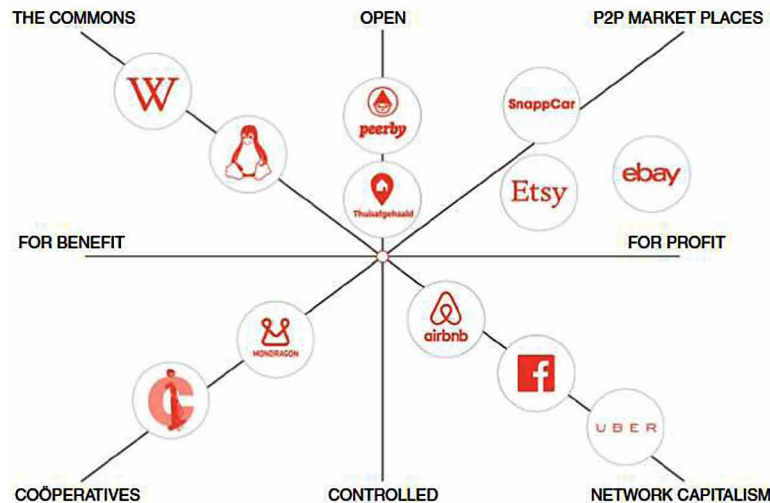 THE COMMONS
OPEN
P2P MARKET PLACES
W
SnappCar
peerby
ebay
Etsy
Thuisafgehaald
FOR BENEFIT
FOR PROFIT
airbnb
MONDRAGON
f
C
UBER
COÖPERATIVES
CONTROLLED
NETWORK CAPITALISM